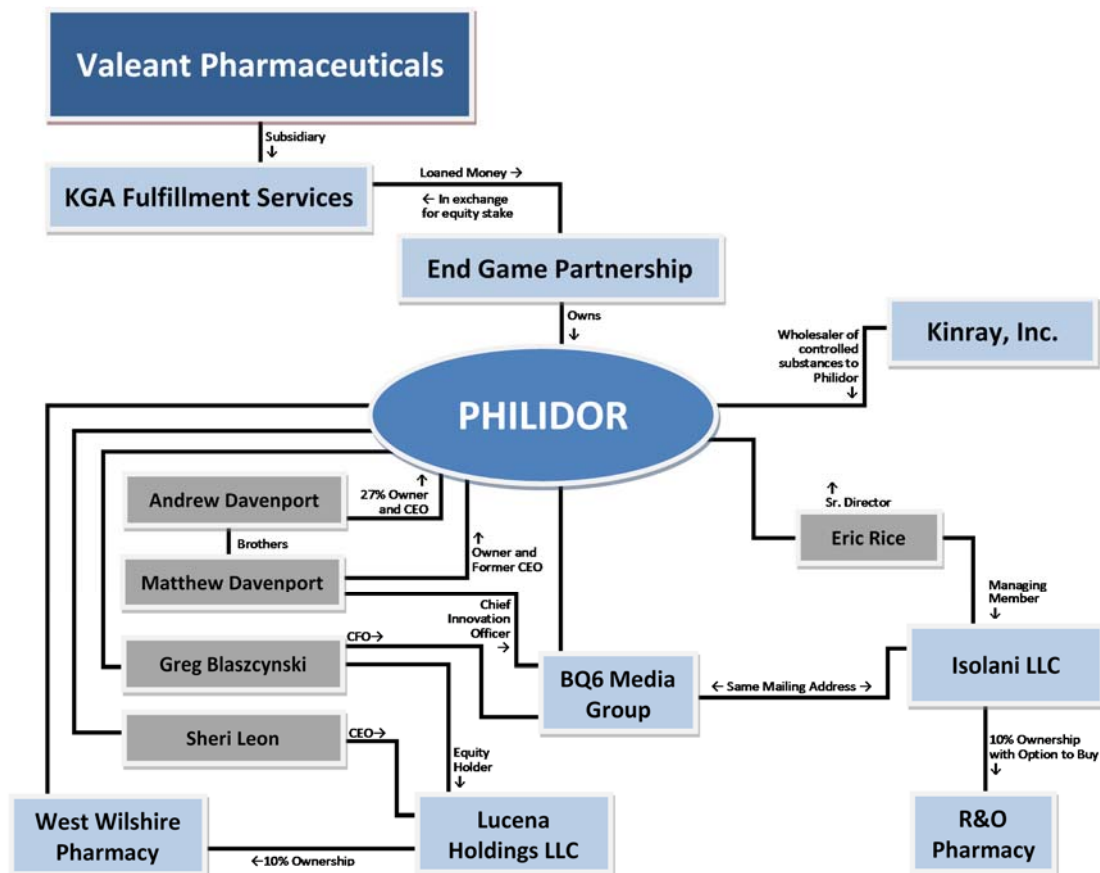 Valeant Pharmaceuticals
Subsidiary
↓
KGA Fulfillment Services
Loaned Money →
← In exchange
for equity stake
End Game Partnership
Owns
↓
Kinray, Inc.
Wholesaler of
controlled
substances to
Philidor
↓
PHILIDOR
Andrew Davenport
↑
27% Owner
and CEO
Brothers
Matthew Davenport
↑
Owner and
Former CEO
↑
Sr. Director
Eric Rice
Chief
Innovation
Officer
→
Managing
Member
↓
Greg Blaszcynski
CFO→
BQ6 Media
Group
← Same Mailing Address →
Isolani LLC
Sheri Leon
CEO→
Equity
Holder
↓
10% Ownership
with Option to Buy
↓
West Wilshire
Pharmacy
←10% Ownership
Lucena
Holdings LLC
R&O
Pharmacy